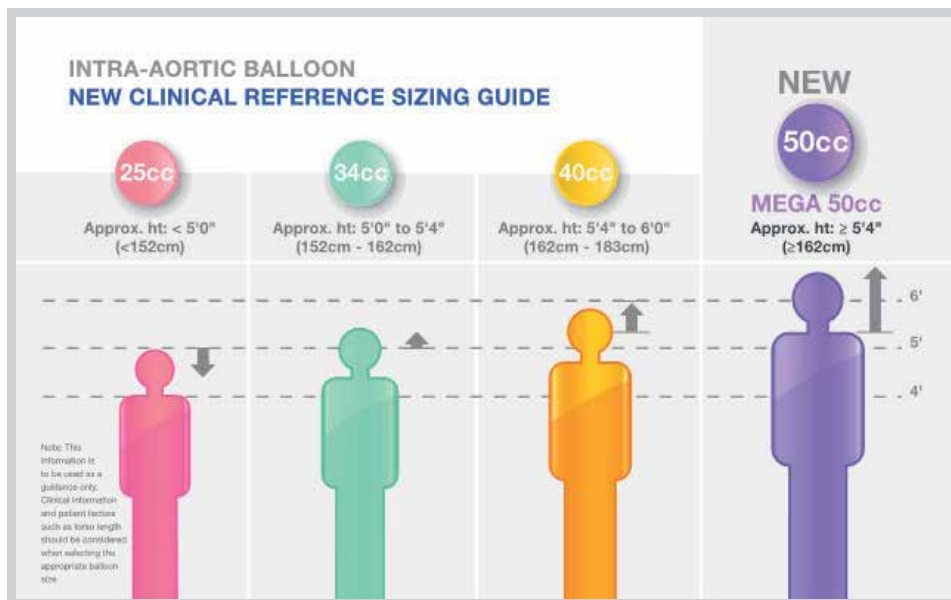 INTRA-AORTIC BALLOON
NEW CLINICAL REFERENCE SIZING GUIDE
NEW
25cc
34cc
40cc
50cc
MEGA 50cc
Approx. ht: < 5'0"
(<152cm)
Approx. ht: 5'0" to 5'4"
(152cm - 162cm)
Approx. ht: 5'4" to 6'0"
(162cm - 183cm)
Approx. ht: ≥ 5'4"
(≥162cm)
6'
5'
4'
Note: This
information is
to be used as a
guidance only.
Clinical information
and patient factors
such as torso length
should be considered
when selecting the
appropriate balloon
size.